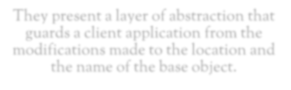 They present a layer of abstraction that
guards a client application from the
modifications made to the location and
the name of the base object.